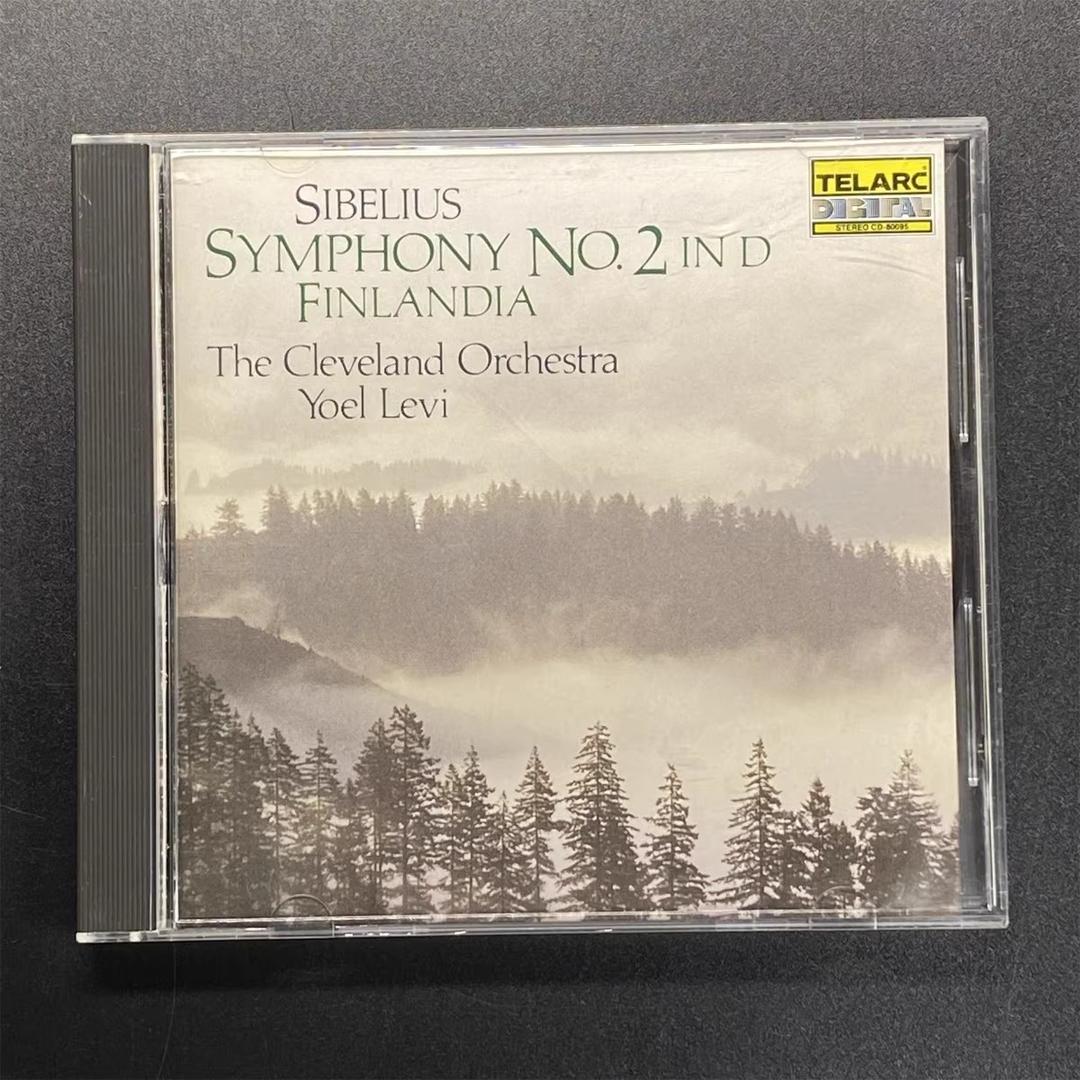 SIBELIUS
SYMPHONY NO. 2 IN D
FINLANDIA
The Cleveland Orchestra
Yoel Levi
TELARC
DIGITAL
STEREO CD-80095